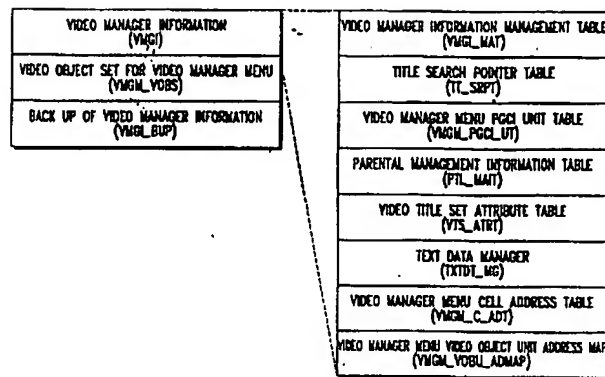 VIDEO MANAGER INFORMATION
(VMGI)
VIDEO OBJECT SET FOR VIDEO MANAGER MENU
(VMGM_VOBS)
BACK UP OF VIDEO MANAGER INFORMATION
(VMGI_BUP)
VIDEO MANAGER INFORMATION MANAGEMENT TABLE
(VMGI_MAT)
TITLE SEARCH POINTER TABLE
(TT_SRPT)
VIDEO MANAGER MENU PGCI UNIT TABLE
(VMGM_PGCI_UT)
PARENTAL MANAGEMENT INFORMATION TABLE
(PTL_MAIT)
VIDEO TITLE SET ATTRIBUTE TABLE
(VTS_ATRT)
TEXT DATA MANAGER
(TXTDT_MG)
VIDEO MANAGER MENU CELL ADDRESS TABLE
(VMGM_C_ADT)
VIDEO MANAGER MENU VIDEO OBJECT UNIT ADDRESS MAP
(VMGM_VOBU_ADMAP)